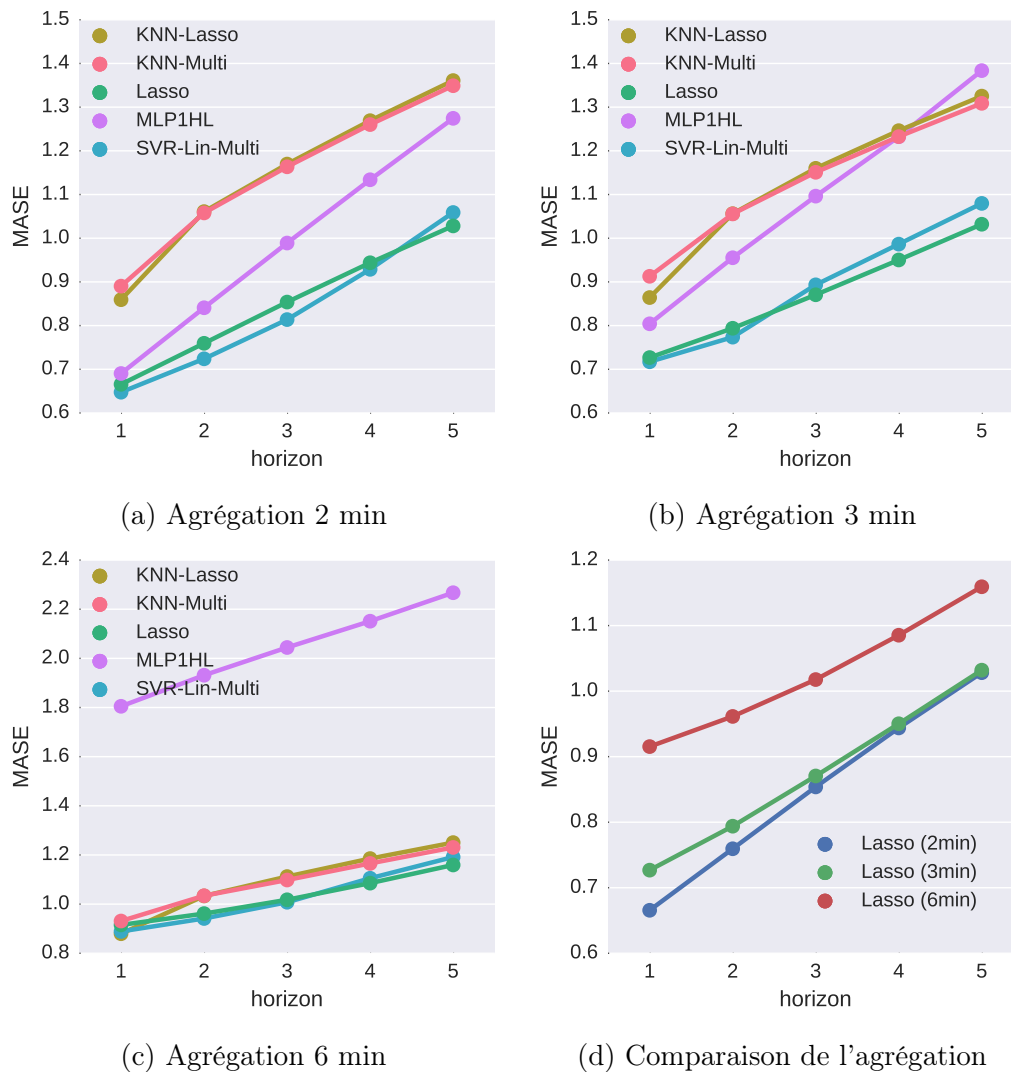 1.5
1.4
1.3
1.2
1.1
1.0
0.9
0.8
0.7
0.6
MASE
KNN-Lasso
KNN-Multi
Lasso
MLP1HL
SVR-Lin-Multi
1 2 3 4 5
horizon
(a) Agrégation 2 min
1.5
1.4
1.3
1.2
1.1
1.0
0.9
0.8
0.7
0.6
MASE
KNN-Lasso
KNN-Multi
Lasso
MLP1HL
SVR-Lin-Multi
1 2 3 4 5
horizon
(b) Agrégation 3 min
2.4
2.2
2.0
1.8
1.6
1.4
1.2
1.0
0.8
MASE
KNN-Lasso
KNN-Multi
Lasso
MLP1HL
SVR-Lin-Multi
1 2 3 4 5
horizon
(c) Agrégation 6 min
1.2
1.1
1.0
0.9
0.8
0.7
0.6
MASE
Lasso (2min)
Lasso (3min)
Lasso (6min)
1 2 3 4 5
horizon
(d) Comparaison de l'agrégation